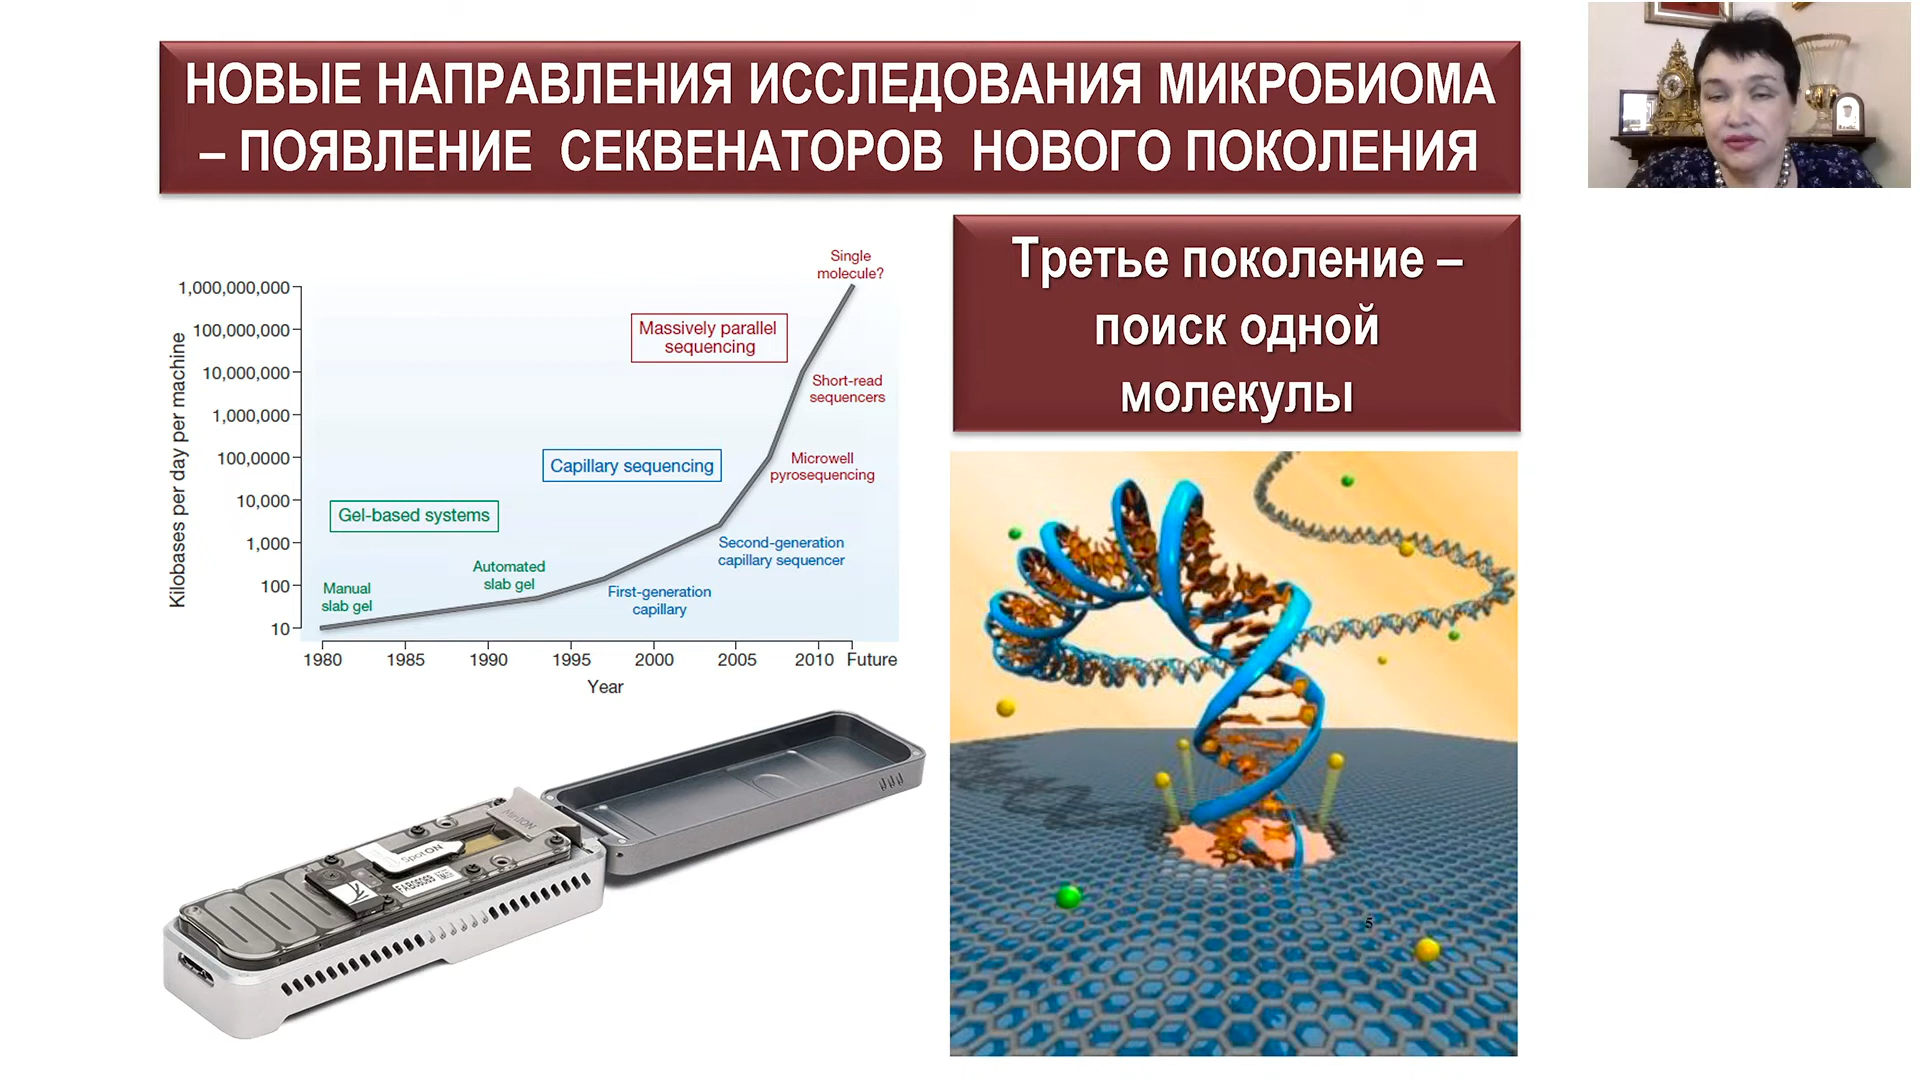 НОВЫЕ НАПРАВЛЕНИЯ ИССЛЕДОВАНИЯ МИКРОБИОМА
– ПОЯВЛЕНИЕ СЕКВЕНАТОРОВ НОВОГО ПОКОЛЕНИЯ
Третье поколение –
поиск одной
молекулы
Kilobases per day per machine
1,000,000,000
100,000,000
10,000,000
1,000,000
100,0000
10,000
1,000
100
10
Single
molecule?
Massively parallel
sequencing
Short-read
sequencers
Capillary sequencing
Microwell
pyrosequencing
Gel-based systems
Second-generation
capillary sequencer
Automated
slab gel
Manual
slab gel
First-generation
capillary
1980
1985
1990
1995
2000
2005
2010
Future
Year
MinION
SpotON
5